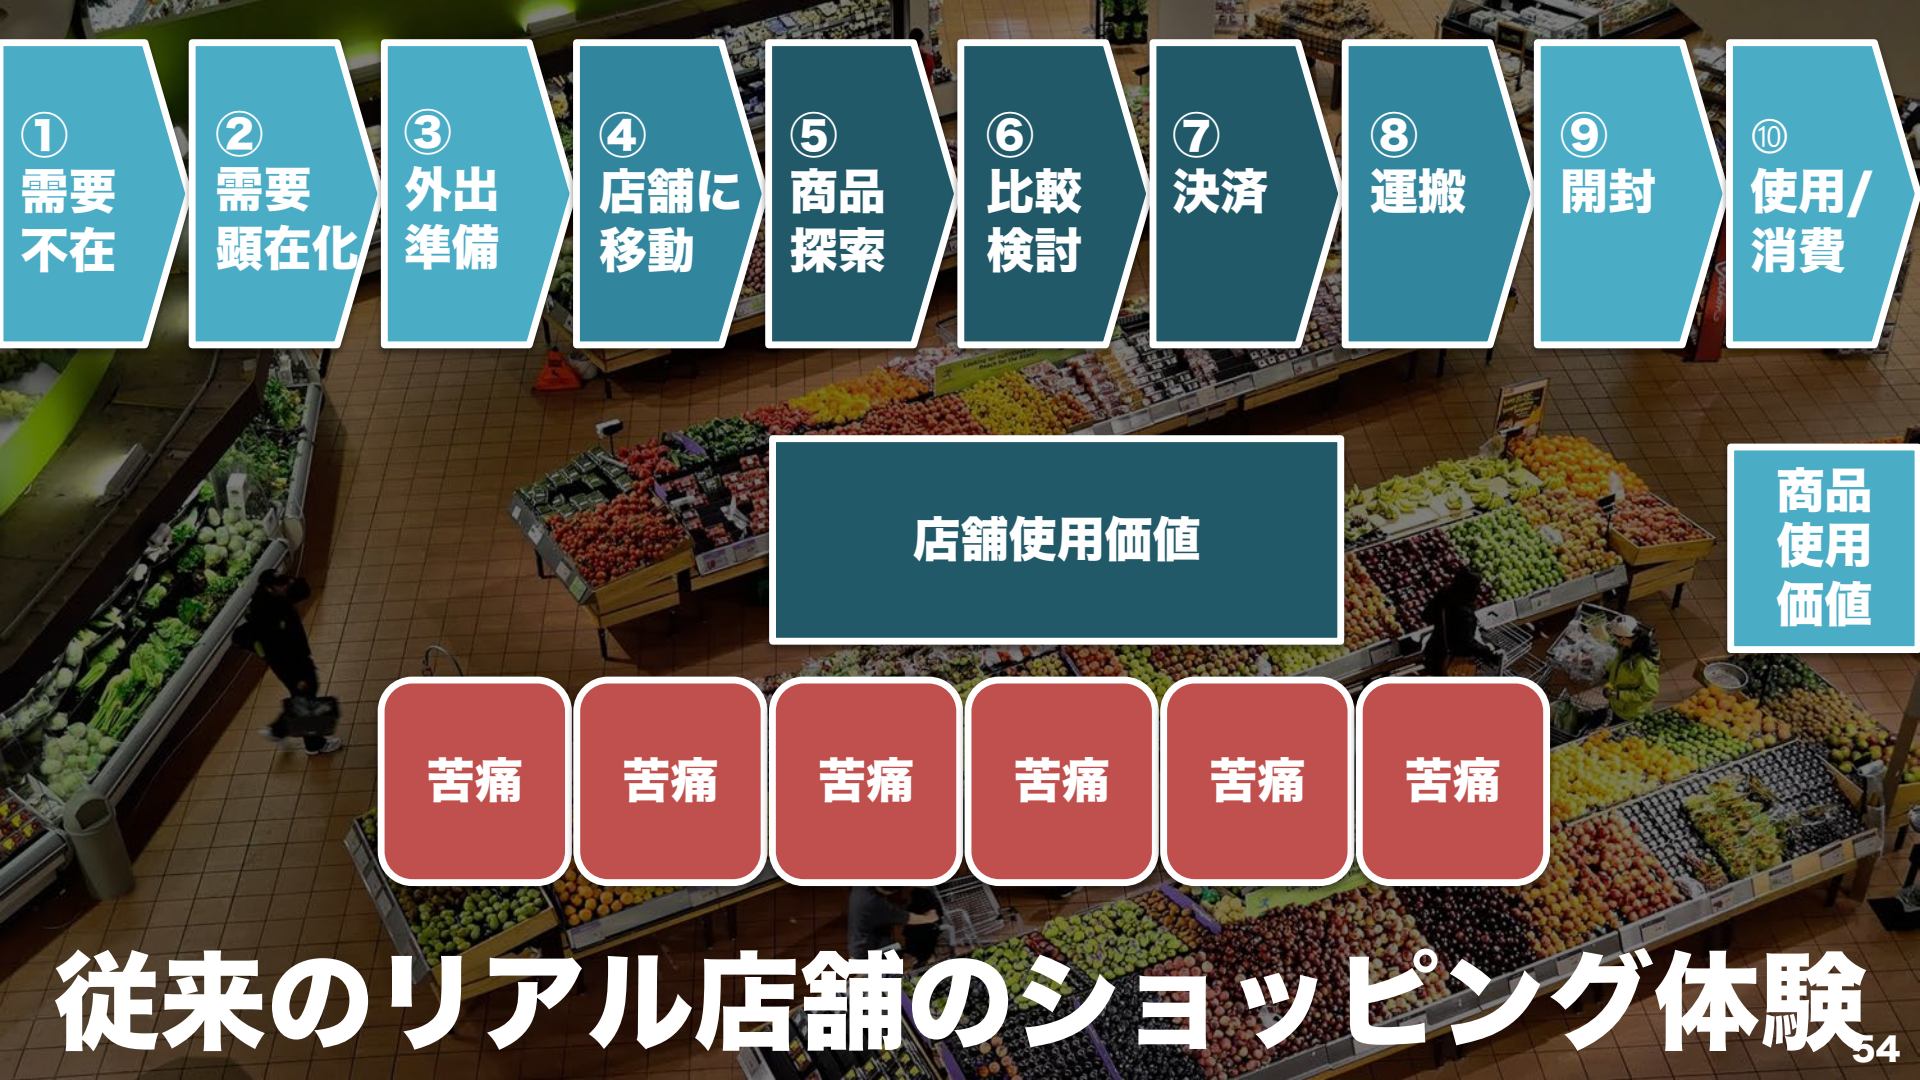 ①
需要
不在
②
需要
顕在化
③
外出
準備
④
店舗に
移動
⑤
商品
探索
⑥
比較
検討
⑦
決済
⑧
運搬
⑨
開封
⑩
使用/
消費
店舗使用価値
商品
使用
価値
苦痛
苦痛
苦痛
苦痛
苦痛
苦痛
従来のリアル店舗のショッピング体験
54